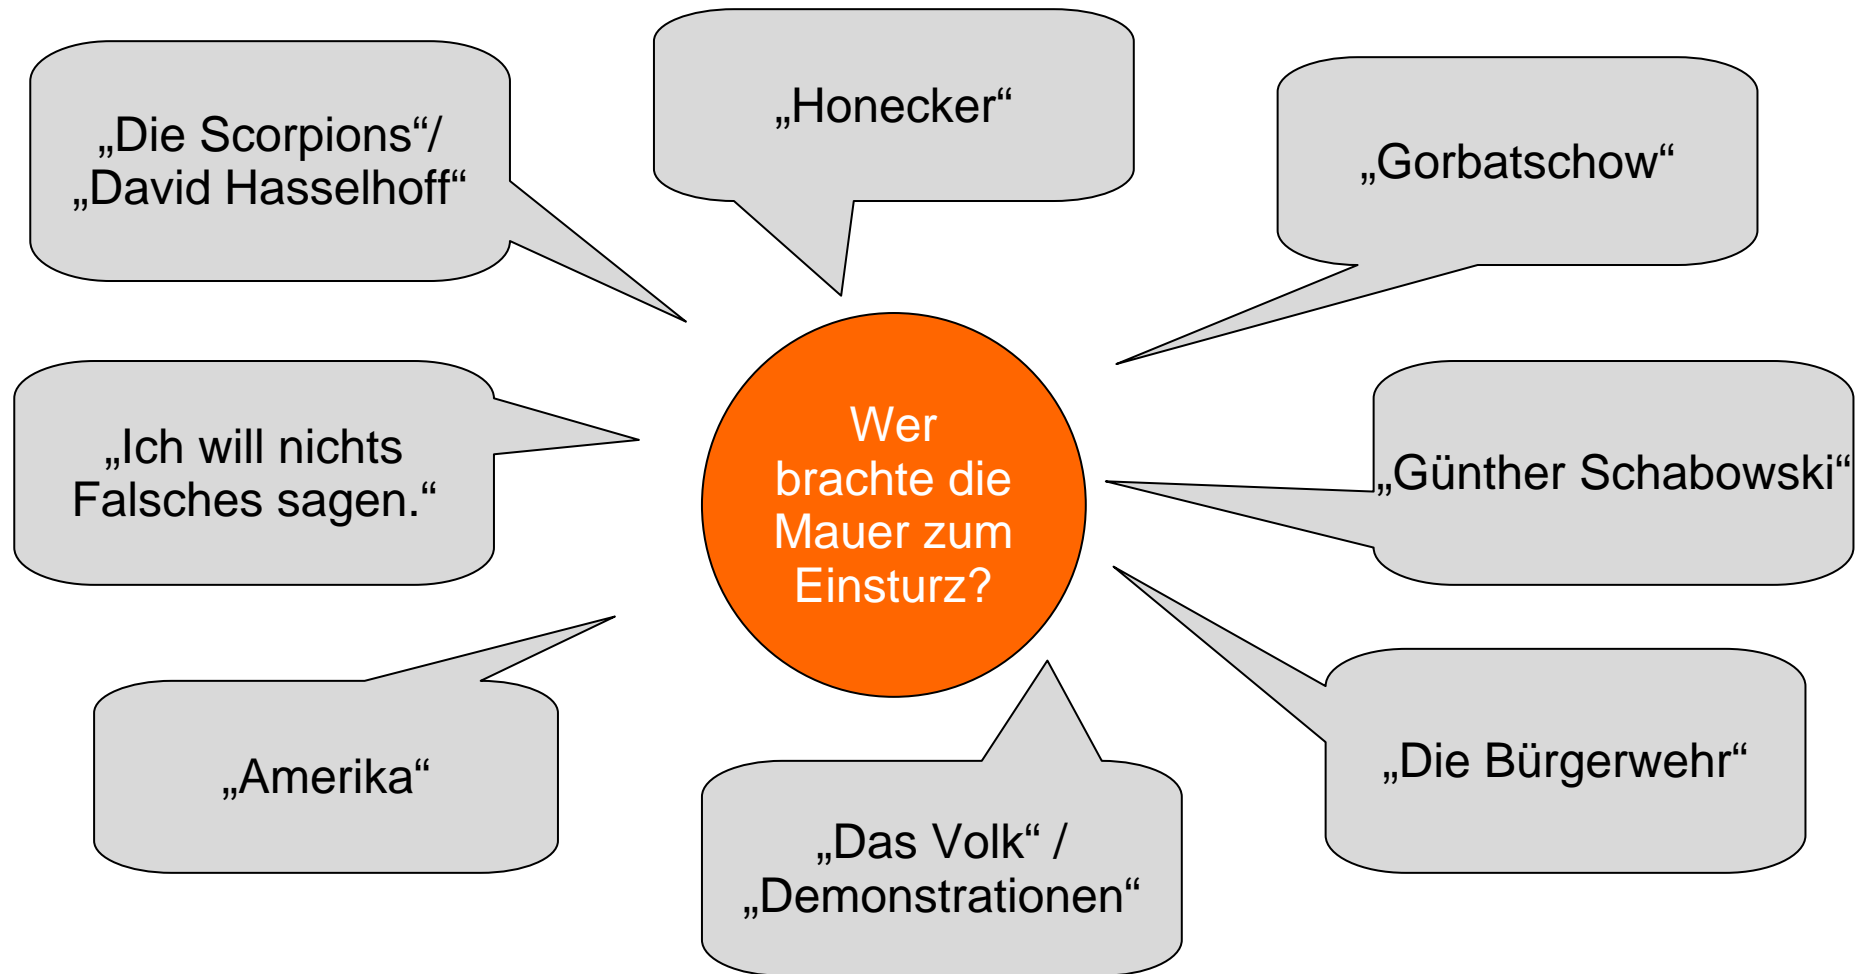 „Die Scorpions“/
„David Hasselhoff“
„Honecker“
„Gorbatschow“
„Ich will nichts
Falsches sagen.“
Wer
brachte die
Mauer zum
Einsturz?
„Günther Schabowski“
„Amerika“
„Das Volk“ /
„Demonstrationen“
„Die Bürgerwehr“